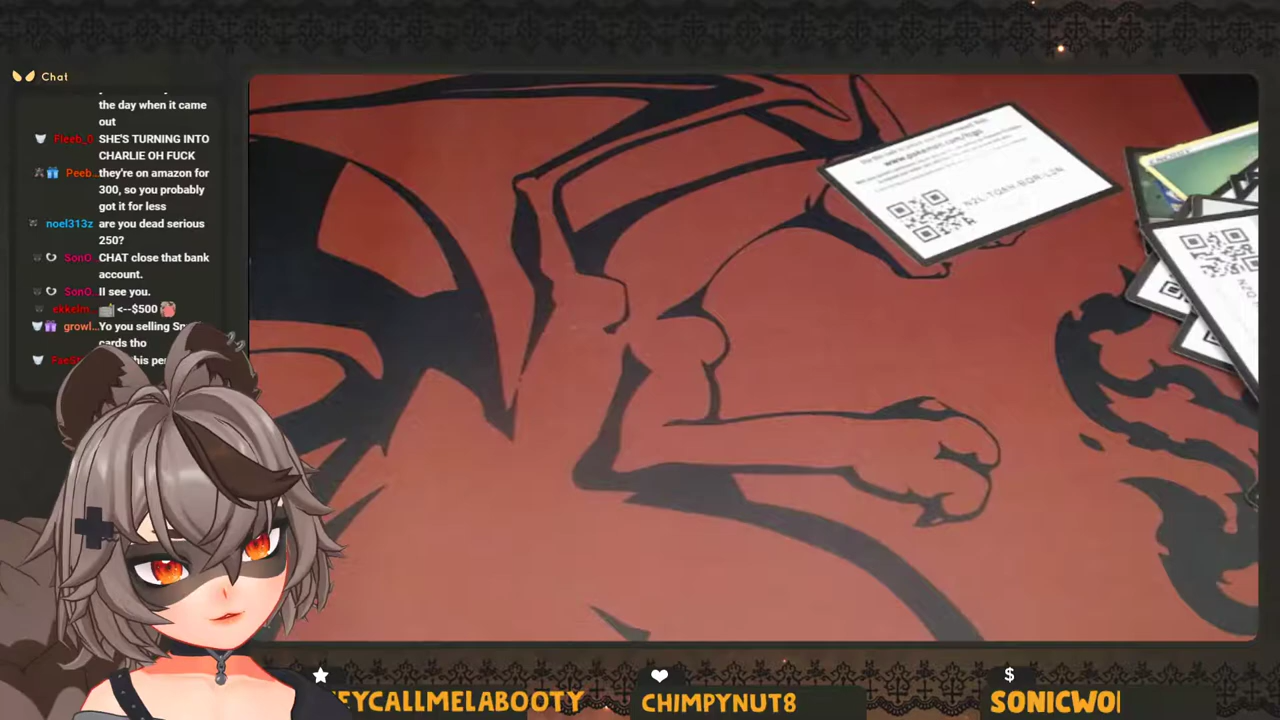 Chat
the day when it came
out
Fleeb_0 SHE'S TURNING INTO
CHARLIE OH FUCK
Peeb... they're on amazon for
300, so you probably
got it for less
noel313z are you dead serious
250?
SonO... CHAT close that bank
account.
SonO... II see you.
<--$500
growl... Yo you selling
cards tho
www.pokemon.com/tcgo
EYCALLMELABOOTY
CHIMPYNUT8
$
SONICWO